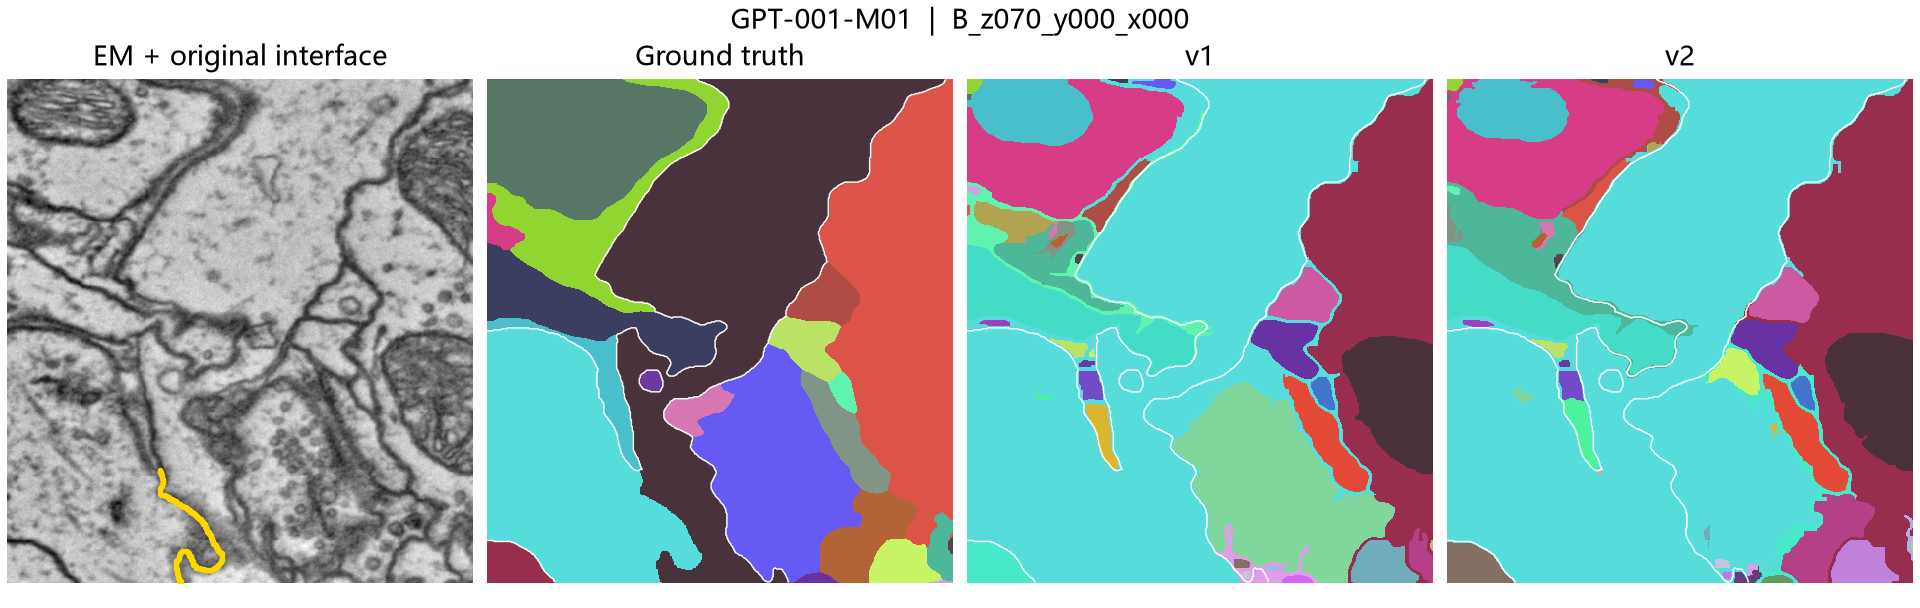 GPT-001-M01 | B_z070_y000_x000
EM + original interface
Ground truth
v1
v2